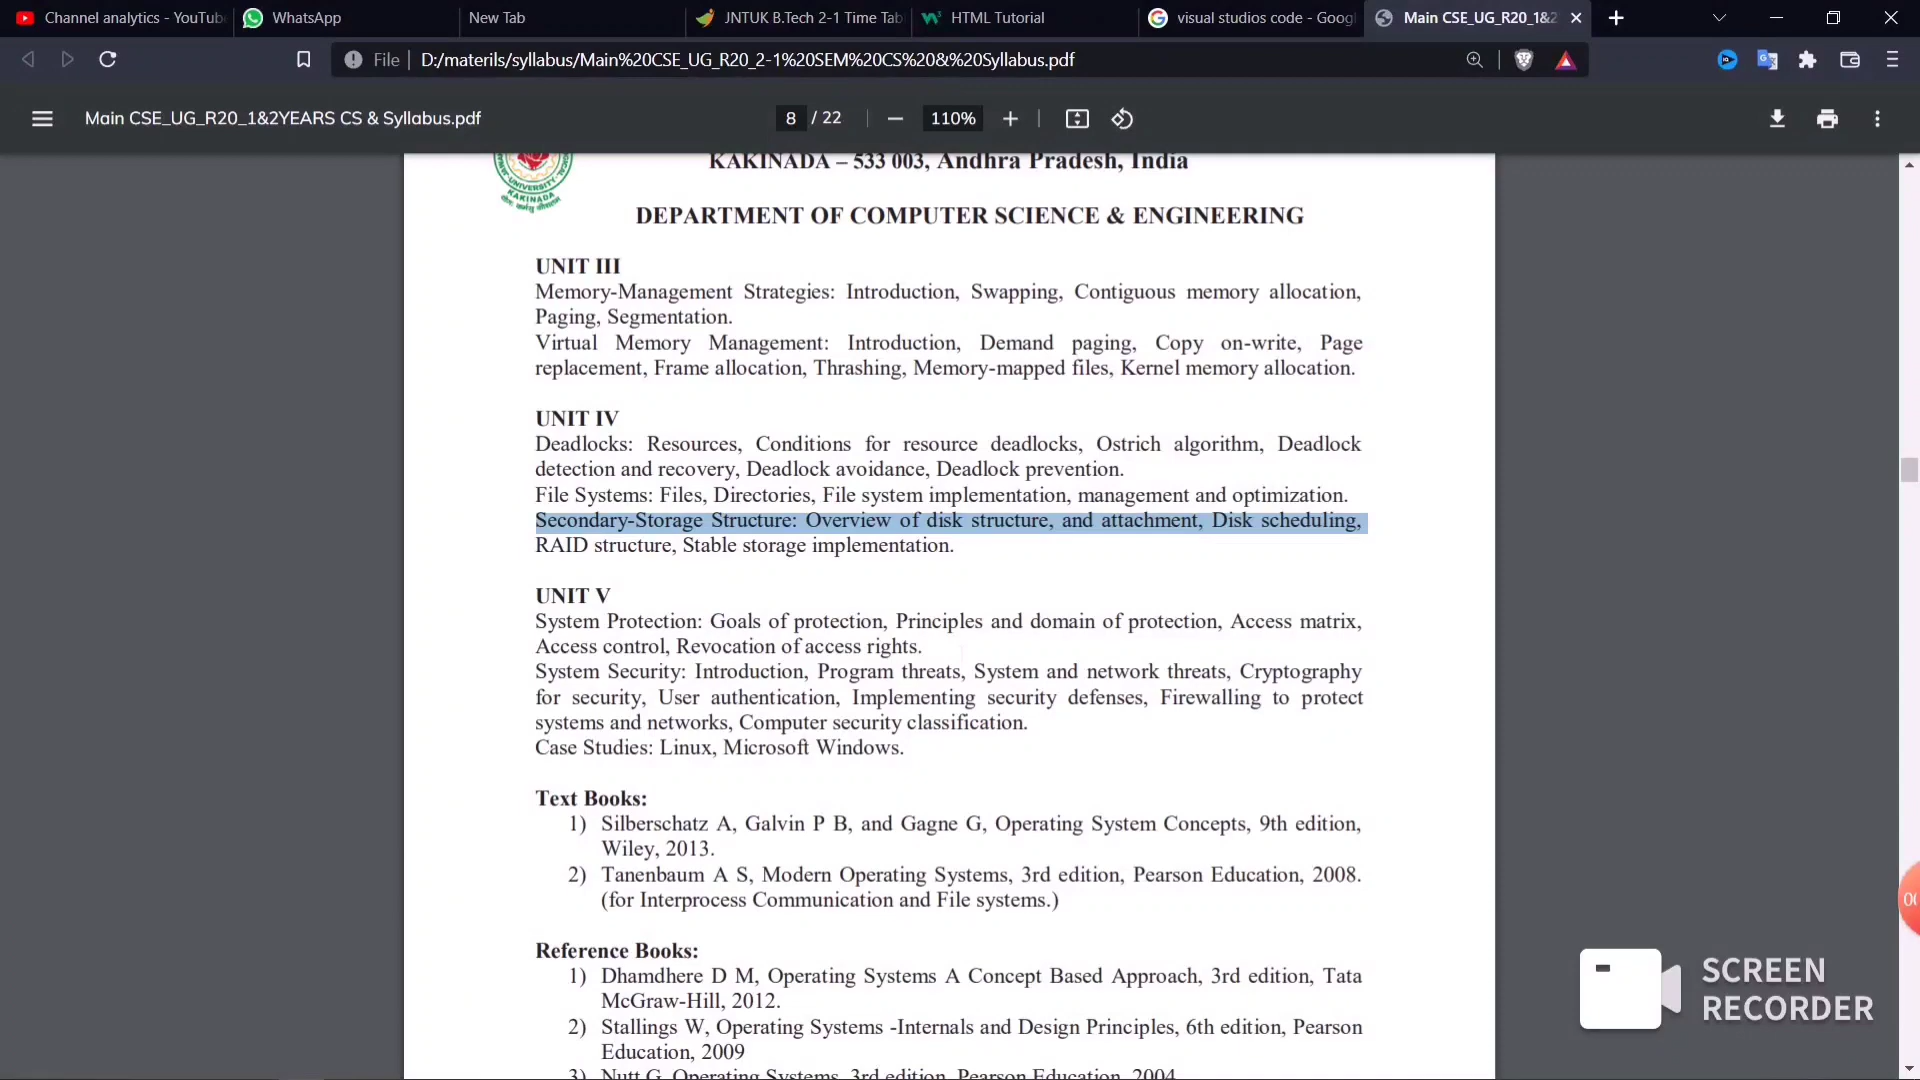 Channel analytics - YouTub
WhatsApp
New Tab
JNTUK B.Tech 2-1 Time Tab
HTML Tutorial
visual studios code - Googl
Main CSE_UG_R20_1&2
File
D:/materils/syllabus/Main%20CSE_UG_R20_2-1%20SEM%20CS%20&%20Syllabus.pdf
Main CSE_UG_R20_1&2YEARS CS & Syllabus.pdf
8 / 22
110%
KAKINADA – 533 003, Andhra Pradesh, India
KAKINADA
DEPARTMENT OF COMPUTER SCIENCE & ENGINEERING
UNIT III
Memory-Management Strategies: Introduction, Swapping, Contiguous memory allocation,
Paging, Segmentation.
Virtual Memory Management: Introduction, Demand paging, Copy on-write, Page
replacement, Frame allocation, Thrashing, Memory-mapped files, Kernel memory allocation.
UNIT IV
Deadlocks: Resources, Conditions for resource deadlocks, Ostrich algorithm, Deadlock
detection and recovery, Deadlock avoidance, Deadlock prevention.
File Systems: Files, Directories, File system implementation, management and optimization.
Secondary-Storage Structure: Overview of disk structure, and attachment, Disk scheduling,
RAID structure, Stable storage implementation.
UNIT V
System Protection: Goals of protection, Principles and domain of protection, Access matrix,
Access control, Revocation of access rights.
System Security: Introduction, Program threats, System and network threats, Cryptography
for security, User authentication, Implementing security defenses, Firewalling to protect
systems and networks, Computer security classification.
Case Studies: Linux, Microsoft Windows.
Text Books:
1) Silberschatz A, Galvin P B, and Gagne G, Operating System Concepts, 9th edition,
Wiley, 2013.
2) Tanenbaum A S, Modern Operating Systems, 3rd edition, Pearson Education, 2008.
(for Interprocess Communication and File systems.)
Reference Books:
1) Dhamdhere D M, Operating Systems A Concept Based Approach, 3rd edition, Tata
McGraw-Hill, 2012.
2) Stallings W, Operating Systems -Internals and Design Principles, 6th edition, Pearson
Education, 2009
3) Nutt G, Operating Systems, 3rd edition, Pearson Education, 2004
SCREEN
RECORDER